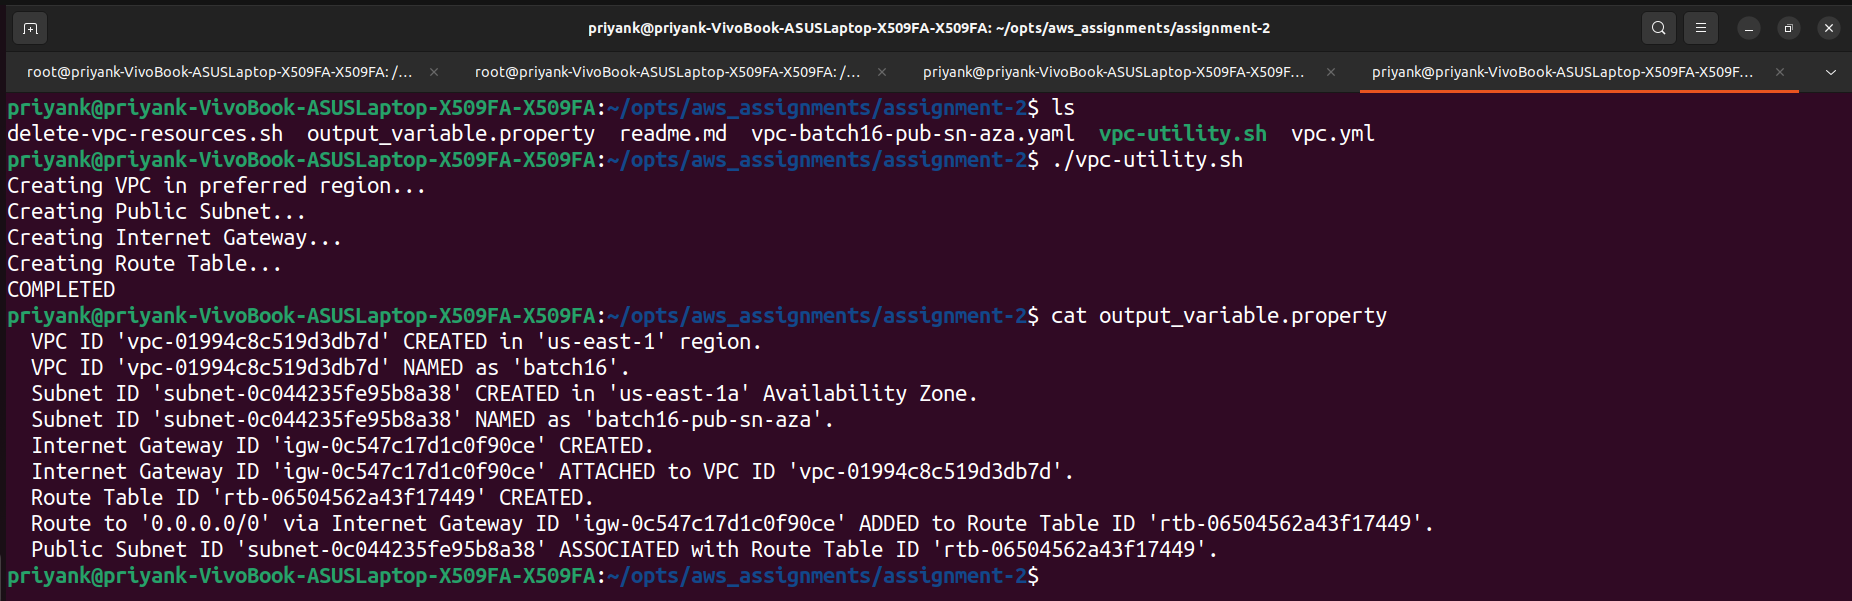 priyank@priyank-VivoBook-ASUSLaptop-X509FA-X509FA: ~/opts/aws_assignments/assignment-2
root@priyank-VivoBook-ASUSLaptop-X509FA-X509FA: /... × root@priyank-VivoBook-ASUSLaptop-X509FA-X509FA: /... × priyank@priyank-VivoBook-ASUSLaptop-X509FA-X509F... × priyank@priyank-VivoBook-ASUSLaptop-X509FA-X509F... ×
priyank@priyank-VivoBook-ASUSLaptop-X509FA-X509FA:~/opts/aws_assignments/assignment-2$ ls
delete-vpc-resources.sh output_variable.property readme.md vpc-batch16-pub-sn-aza.yaml vpc-utility.sh vpc.yml
priyank@priyank-VivoBook-ASUSLaptop-X509FA-X509FA:~/opts/aws_assignments/assignment-2$ ./vpc-utility.sh
Creating VPC in preferred region...
Creating Public Subnet...
Creating Internet Gateway...
Creating Route Table...
COMPLETED
priyank@priyank-VivoBook-ASUSLaptop-X509FA-X509FA:~/opts/aws_assignments/assignment-2$ cat output_variable.property
VPC ID 'vpc-01994c8c519d3db7d' CREATED in 'us-east-1' region.
VPC ID 'vpc-01994c8c519d3db7d' NAMED as 'batch16'.
Subnet ID 'subnet-0c044235fe95b8a38' CREATED in 'us-east-1a' Availability Zone.
Subnet ID 'subnet-0c044235fe95b8a38' NAMED as 'batch16-pub-sn-aza'.
Internet Gateway ID 'igw-0c547c17d1c0f90ce' CREATED.
Internet Gateway ID 'igw-0c547c17d1c0f90ce' ATTACHED to VPC ID 'vpc-01994c8c519d3db7d'.
Route Table ID 'rtb-06504562a43f17449' CREATED.
Route to '0.0.0.0/0' via Internet Gateway ID 'igw-0c547c17d1c0f90ce' ADDED to Route Table ID 'rtb-06504562a43f17449'.
Public Subnet ID 'subnet-0c044235fe95b8a38' ASSOCIATED with Route Table ID 'rtb-06504562a43f17449'.
priyank@priyank-VivoBook-ASUSLaptop-X509FA-X509FA:~/opts/aws_assignments/assignment-2$